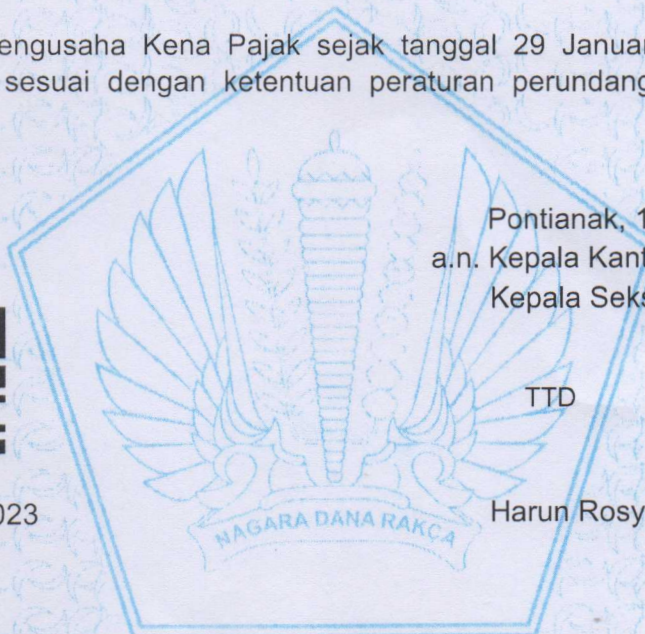 engusaha Kena Pajak sejak tanggal 29 Januar
sesuai dengan ketentuan peraturan perundang
Pontianak, 1
a.n. Kepala Kant
Kepala Seks
TTD
023
Harun Rosy
NAGARA DANA RAKÇA